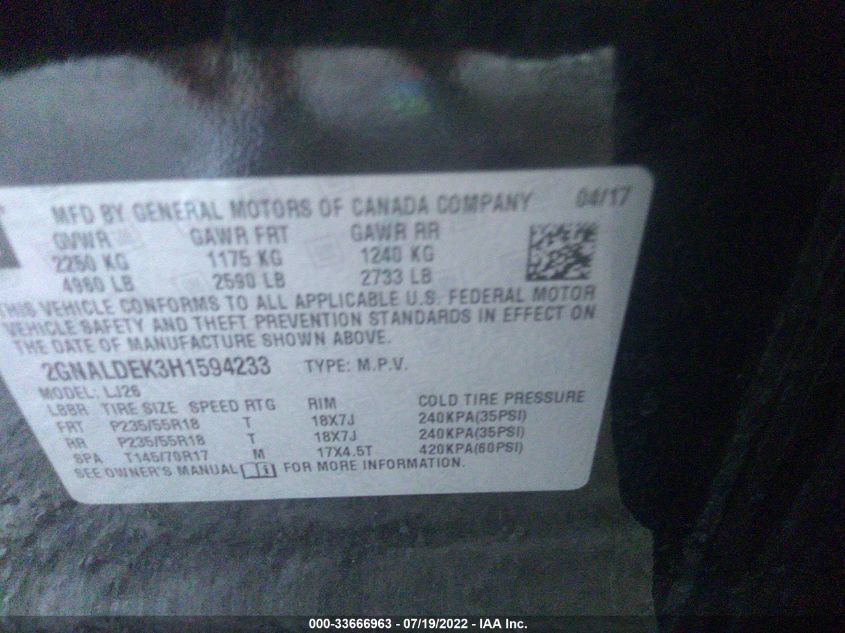 MFD BY GENERAL MOTORS OF CANADA COMPANY 04/17
GVWR GAWR FRT GAWR RR
2250 KG 1175 KG 1240 KG
4960 LB 2590 LB 2733 LB
THIS VEHICLE CONFORMS TO ALL APPLICABLE U.S. FEDERAL MOTOR
VEHICLE SAFETY AND THEFT PREVENTION STANDARDS IN EFFECT ON
THE DATE OF MANUFACTURE SHOWN ABOVE.
2GNALDEK3H1594233 TYPE: M.P.V.
MODEL: LJ26
LBBR TIRE SIZE SPEED RTG RIM COLD TIRE PRESSURE
FRT P235/55R18 T 18X7J 240KPA(35PSI)
RR P235/55R18 T 18X7J 240KPA(35PSI)
SPA T145/70R17 M 17X4.5T 420KPA(60PSI)
SEE OWNER'S MANUAL FOR MORE INFORMATION.
000-33666963 - 07/19/2022 - IAA Inc.